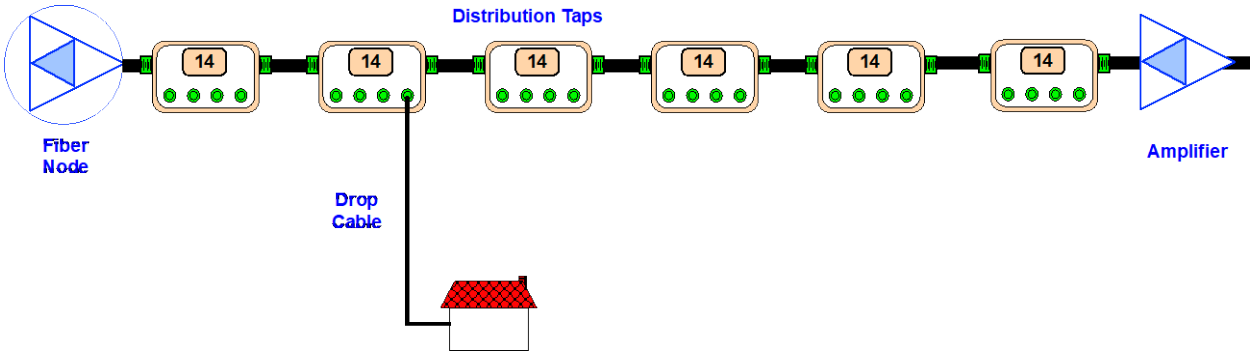 Distribution Taps
14
14
14
14
14
14
Fiber
Node
Amplifier
Drop
Cable